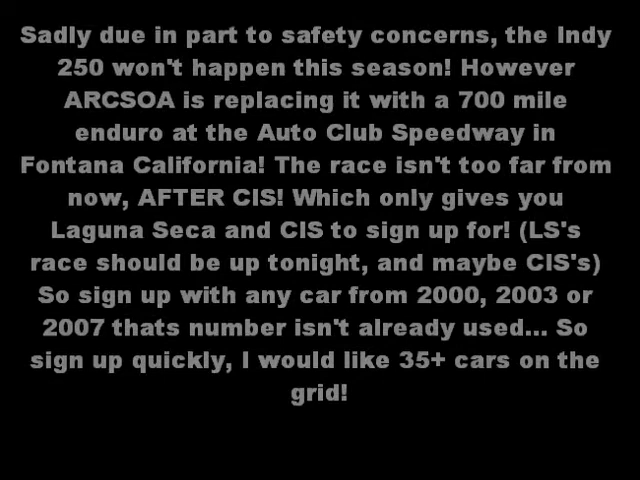 Sadly due in part to safety concerns, the Indy
250 won't happen this season! However
ARCSOA is replacing it with a 700 mile
enduro at the Auto Club Speedway in
Fontana California! The race isn't too far from
now, AFTER CIS! Which only gives you
Laguna Seca and CIS to sign up for! (LS's
race should be up tonight, and maybe CIS's)
So sign up with any car from 2000, 2003 or
2007 thats number isn't already used... So
sign up quickly, I would like 35+ cars on the
grid!